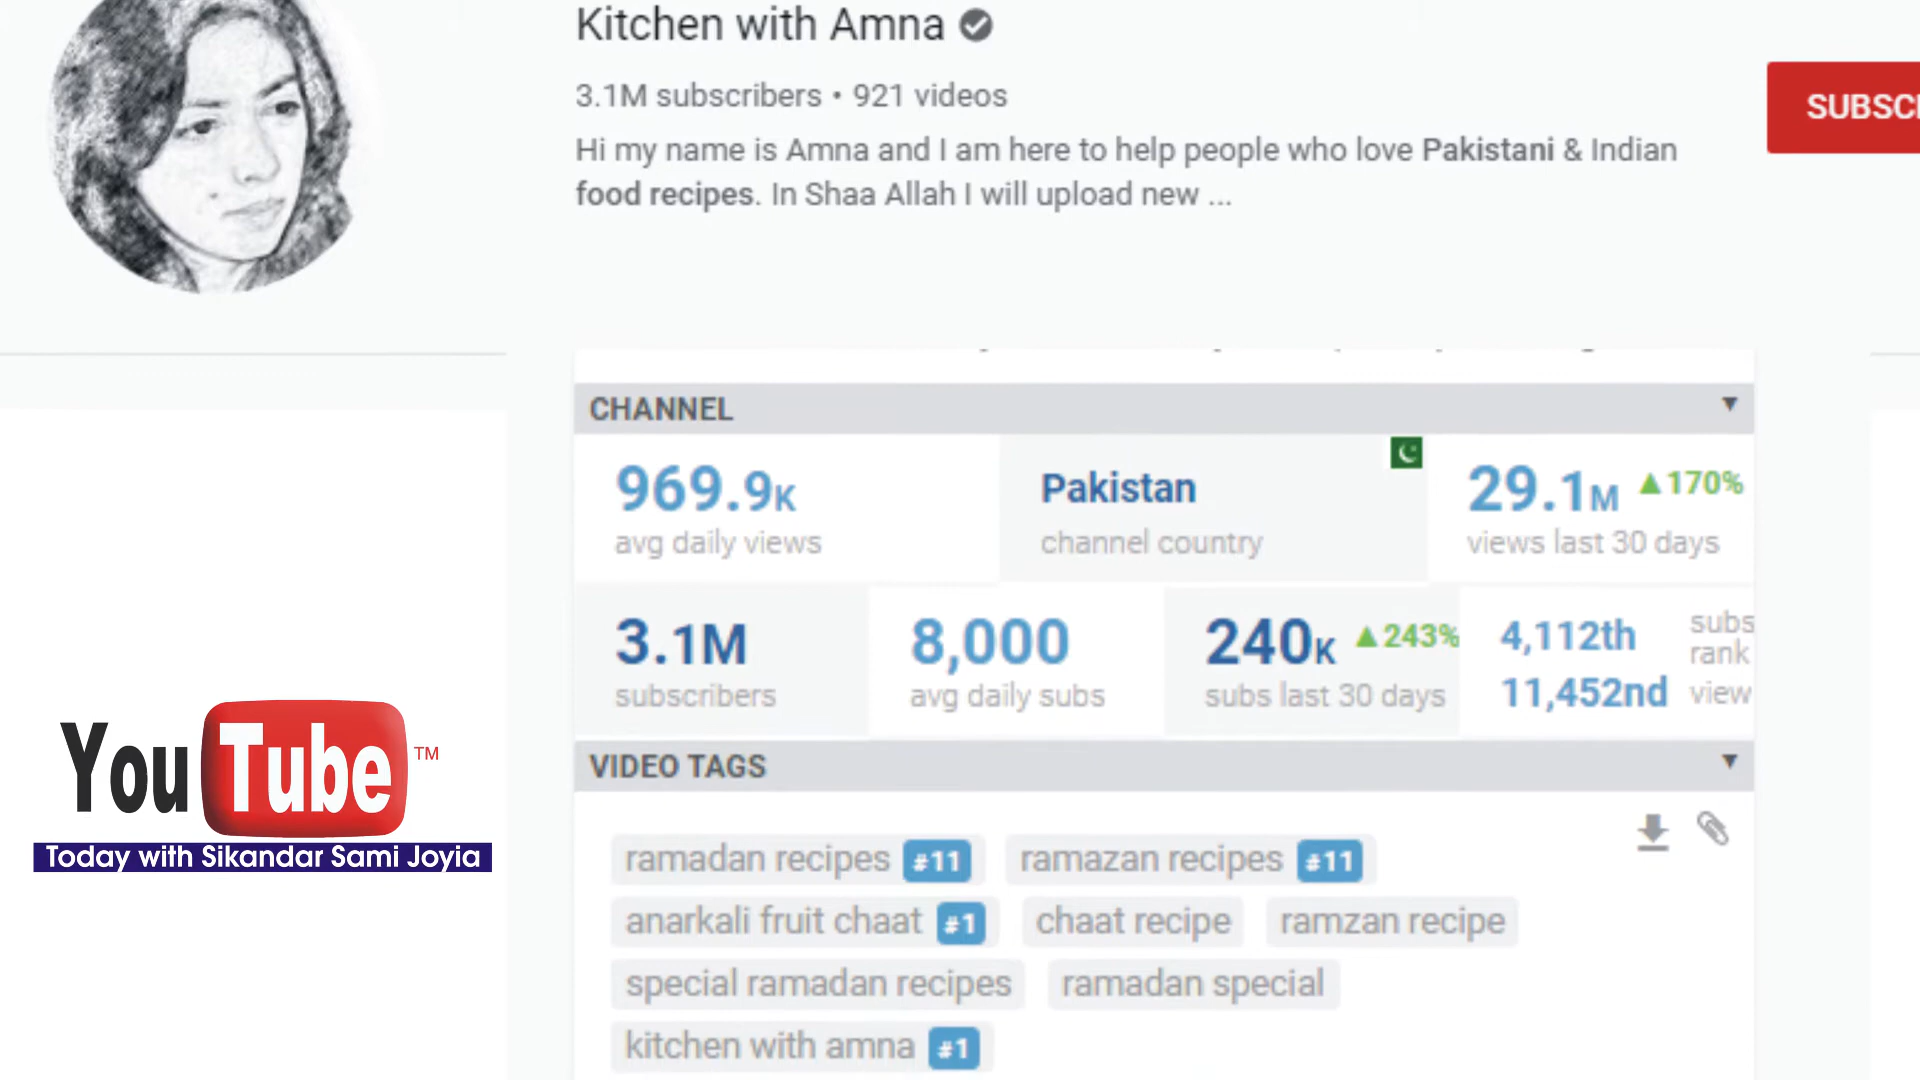 Kitchen with Amna
3.1M subscribers • 921 videos
SUBSC
Hi my name is Amna and I am here to help people who love Pakistani & Indian
food recipes. In Shaa Allah I will upload new ...
CHANNEL
969.9K
avg daily views
Pakistan
channel country
29.1M ▲170%
views last 30 days
3.1M
subscribers
8,000
avg daily subs
240K ▲243%
subs last 30 days
4,112th subs
rank
11,452nd view
VIDEO TAGS
ramadan recipes #11 ramazan recipes #11
anarkali fruit chaat #1 chaat recipe ramzan recipe
special ramadan recipes ramadan special
kitchen with amna #1
YouTube™
Today with Sikandar Sami Joyia